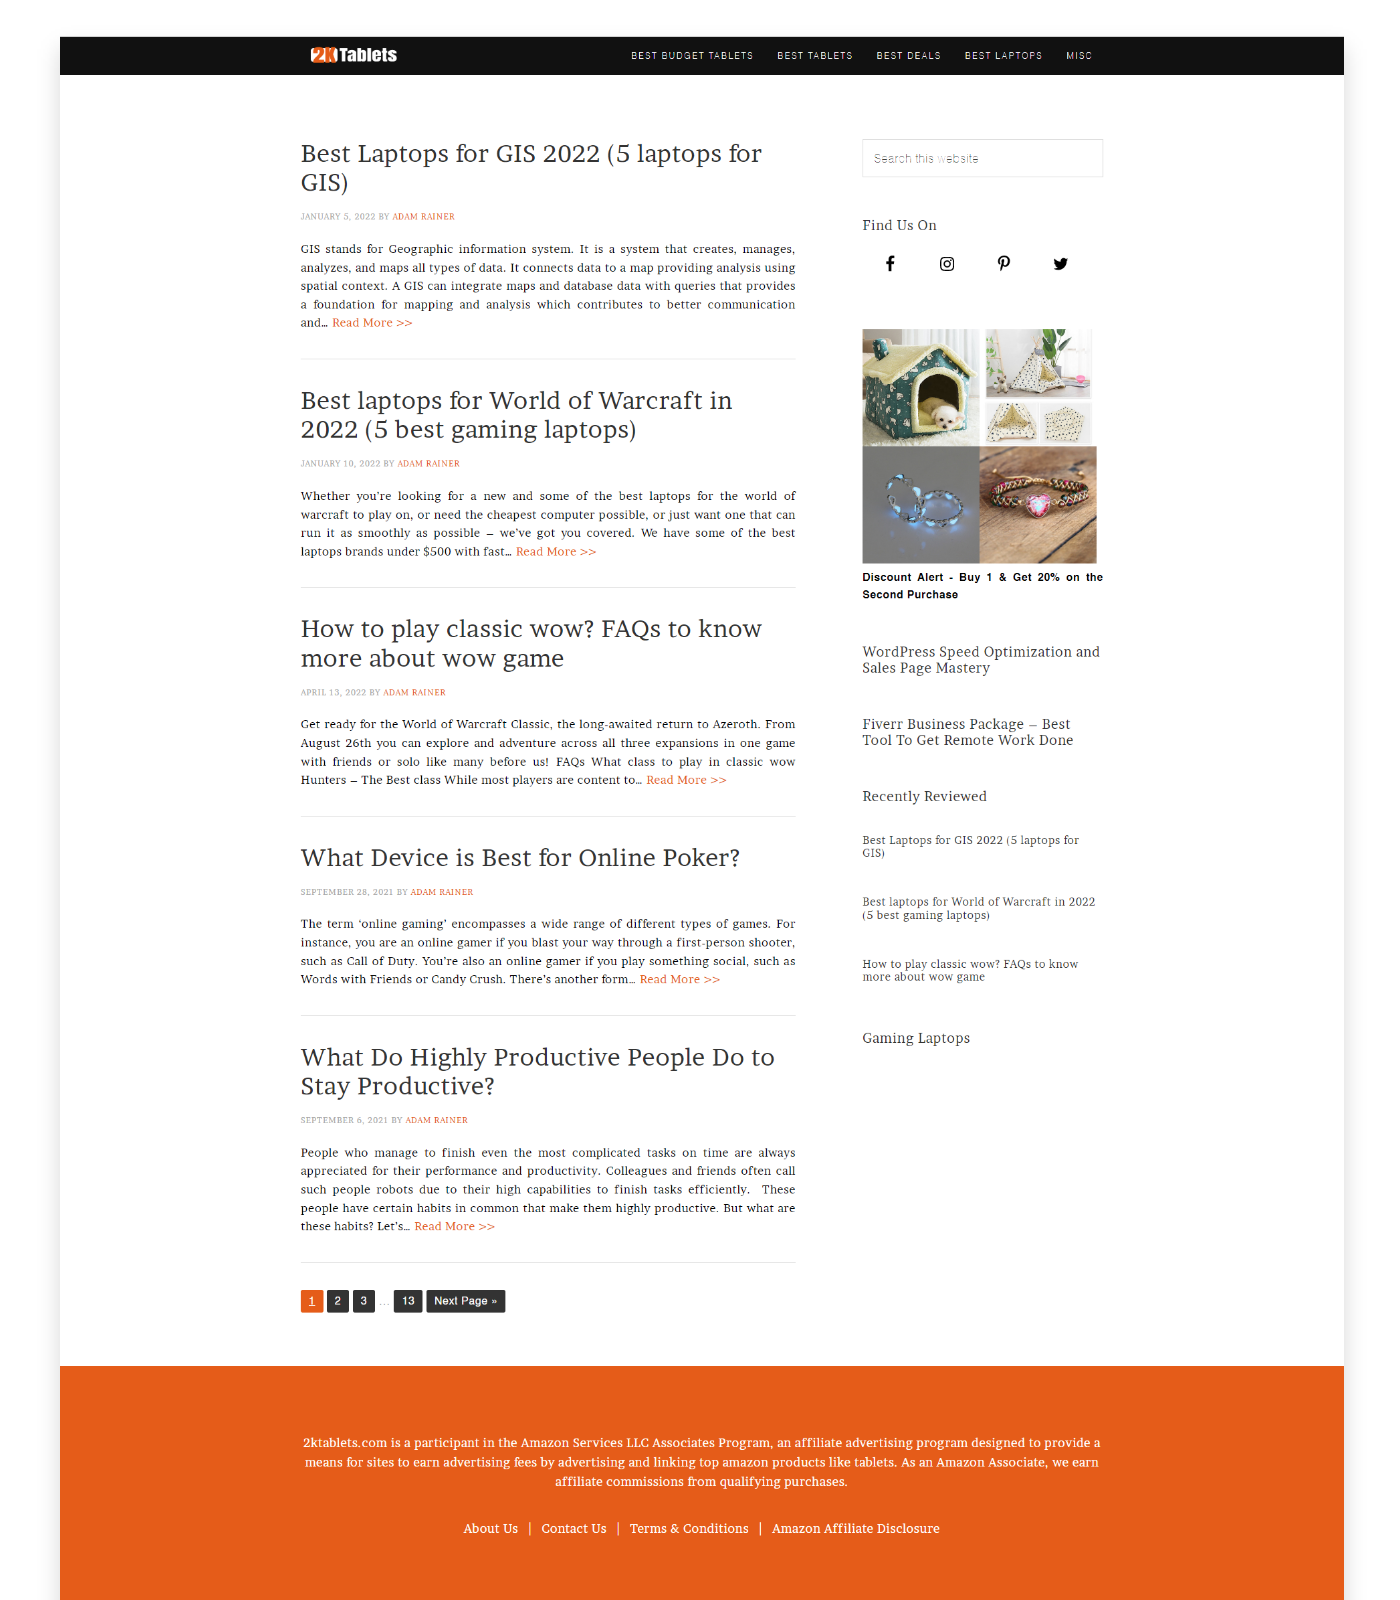 2KTablets
BEST BUDGET TABLETS
BEST TABLETS
BEST DEALS
BEST LAPTOPS
MISC
Best Laptops for GIS 2022 (5 laptops for
GIS)
JANUARY 5, 2022 BY ADAM RAINER
GIS stands for Geographic information system. It is a system that creates, manages,
analyzes, and maps all types of data. It connects data to a map providing analysis using
spatial context. A GIS can integrate maps and database data with queries that provides
a foundation for mapping and analysis which contributes to better communication
and… Read More >>
Best laptops for World of Warcraft in
2022 (5 best gaming laptops)
JANUARY 10, 2022 BY ADAM RAINER
Whether you’re looking for a new and some of the best laptops for the world of
warcraft to play on, or need the cheapest computer possible, or just want one that can
run it as smoothly as possible – we’ve got you covered. We have some of the best
laptops brands under $500 with fast… Read More >>
How to play classic wow? FAQs to know
more about wow game
APRIL 13, 2022 BY ADAM RAINER
Get ready for the World of Warcraft Classic, the long-awaited return to Azeroth. From
August 26th you can explore and adventure across all three expansions in one game
with friends or solo like many before us! FAQs What class to play in classic wow
Hunters – The Best class While most players are content to… Read More >>
What Device is Best for Online Poker?
SEPTEMBER 28, 2021 BY ADAM RAINER
The term ‘online gaming’ encompasses a wide range of different types of games. For
instance, you are an online gamer if you blast your way through a first-person shooter,
such as Call of Duty. You’re also an online gamer if you play something social, such as
Words with Friends or Candy Crush. There’s another form… Read More >>
What Do Highly Productive People Do to
Stay Productive?
SEPTEMBER 6, 2021 BY ADAM RAINER
People who manage to finish even the most complicated tasks on time are always
appreciated for their performance and productivity. Colleagues and friends often call
such people robots due to their high capabilities to finish tasks efficiently.  These
people have certain habits in common that make them highly productive. But what are
these habits? Let’s… Read More >>
1 2 3 … 13 Next Page »
Search this website
Find Us On
Discount Alert - Buy 1 & Get 20% on the
Second Purchase
WordPress Speed Optimization and
Sales Page Mastery
Fiverr Business Package – Best
Tool To Get Remote Work Done
Recently Reviewed
Best Laptops for GIS 2022 (5 laptops for
GIS)
Best laptops for World of Warcraft in 2022
(5 best gaming laptops)
How to play classic wow? FAQs to know
more about wow game
Gaming Laptops
2ktablets.com is a participant in the Amazon Services LLC Associates Program, an affiliate advertising program designed to provide a
means for sites to earn advertising fees by advertising and linking top amazon products like tablets. As an Amazon Associate, we earn
affiliate commissions from qualifying purchases.
About Us | Contact Us | Terms & Conditions | Amazon Affiliate Disclosure